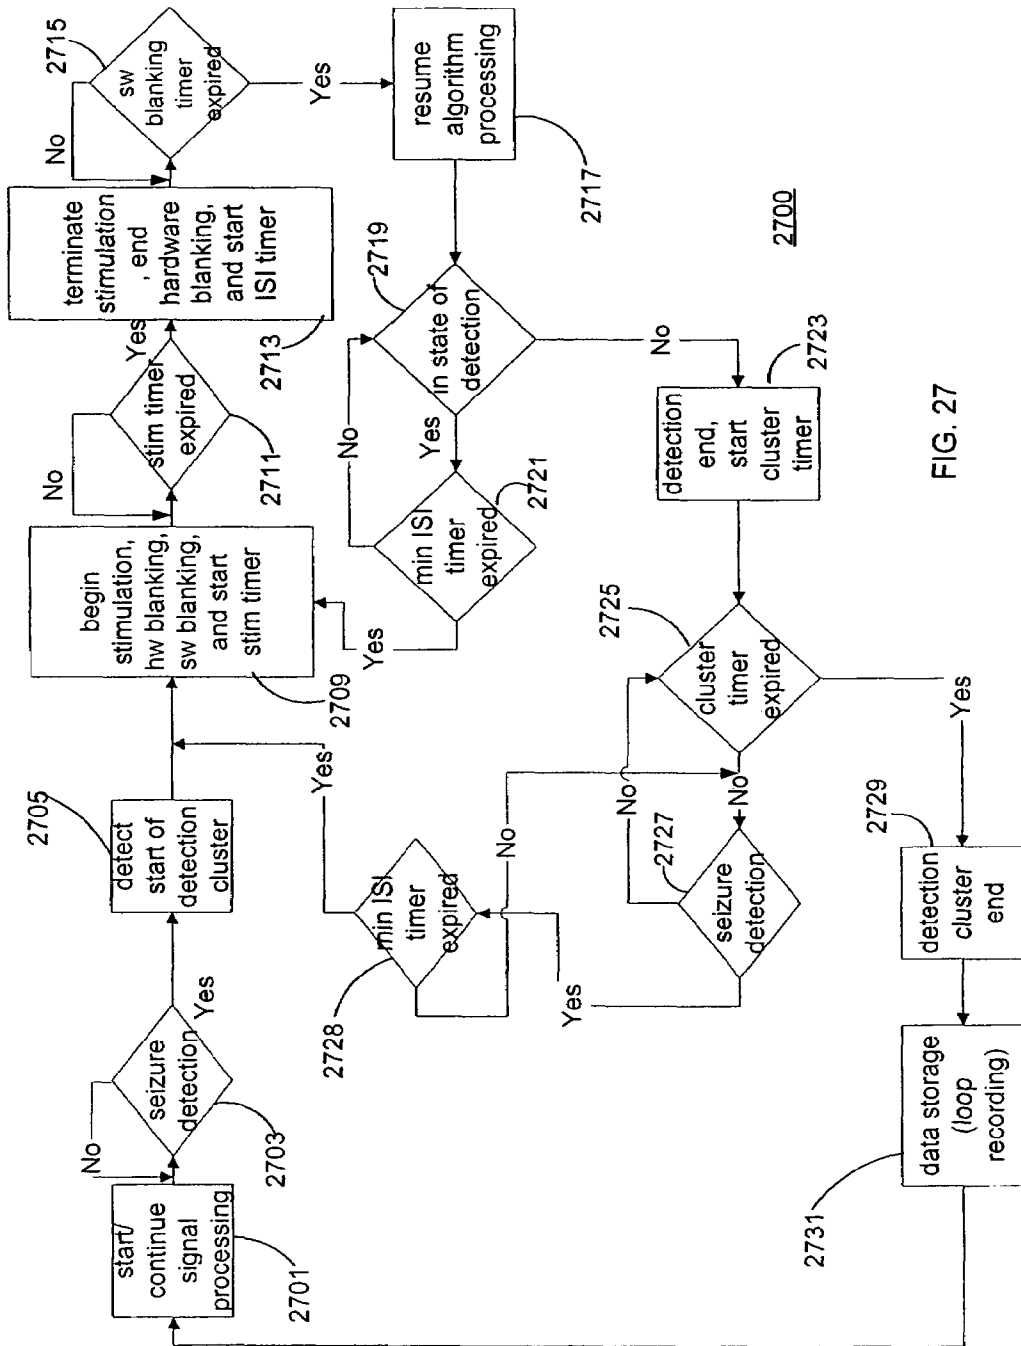 start/
continue
signal
processing
2701
No
seizure
detection
2703
Yes
detect
start of
detection
cluster
2705
begin
stimulation,
hw blanking,
sw blanking,
and start
stim timer
2709
No
stim timer
expired
2711
Yes
terminate
stimulation
, end
hardware
blanking,
and start
ISI timer
2713
No
sw
blanking
timer
expired
2715
Yes
resume
algorithm
processing
2717
in state of
detection
2719
Yes
No
min ISI
timer
expired
2721
No
Yes
detection
end,
start
cluster
timer
2723
cluster
timer
expired
2725
No
Yes
seizure
detection
2727
No
Yes
min ISI
timer
expired
2728
No
Yes
detection
cluster
end
2729
data storage
(loop
recording)
2731
2700
FIG. 27